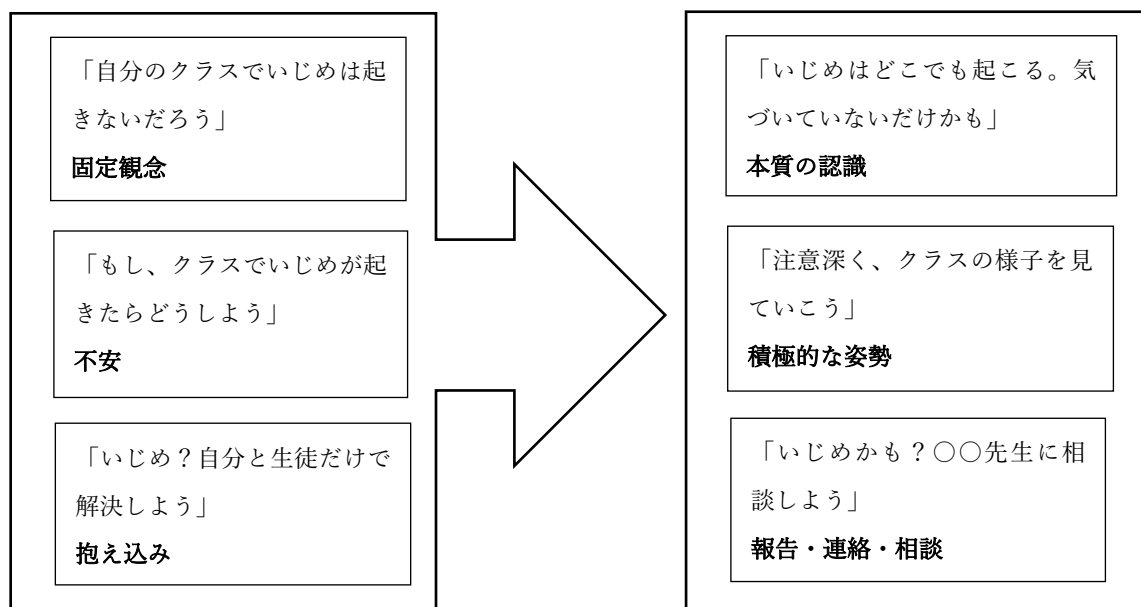 「自分のクラスでいじめは起
きないだろう」
固定観念
「もし、クラスでいじめが起
きたらどうしよう」
不安
「いじめ？自分と生徒だけで
解決しよう」
抱え込み
「いじめはどこでも起こる。気
づいていないだけかも」
本質の認識
「注意深く、クラスの様子を見
ていこう」
積極的な姿勢
「いじめかも？〇〇先生に相
談しよう」
報告・連絡・相談